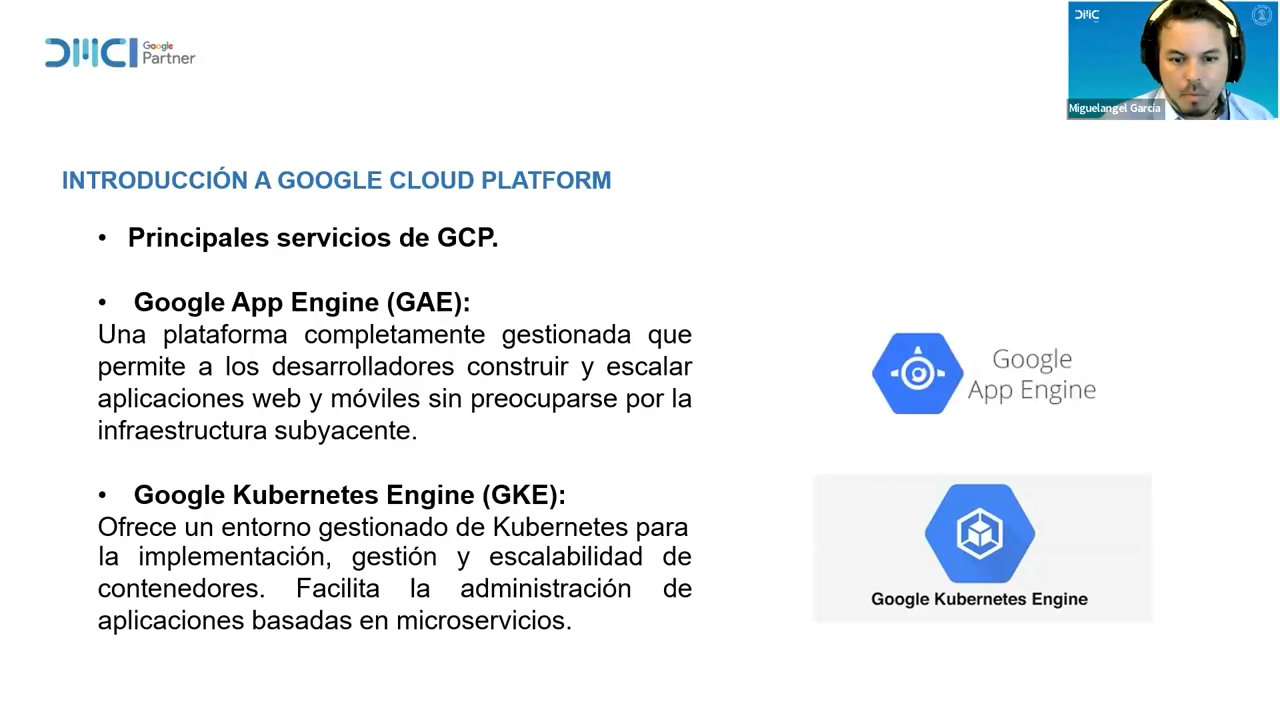 DMC Google Partner
DMC
Miguelangel García
INTRODUCCIÓN A GOOGLE CLOUD PLATFORM
• Principales servicios de GCP.
• Google App Engine (GAE):
Una plataforma completamente gestionada que
permite a los desarrolladores construir y escalar
aplicaciones web y móviles sin preocuparse por la
infraestructura subyacente.
Google
App Engine
• Google Kubernetes Engine (GKE):
Ofrece un entorno gestionado de Kubernetes para
la implementación, gestión y escalabilidad de
contenedores. Facilita la administración de
aplicaciones basadas en microservicios.
Google Kubernetes Engine